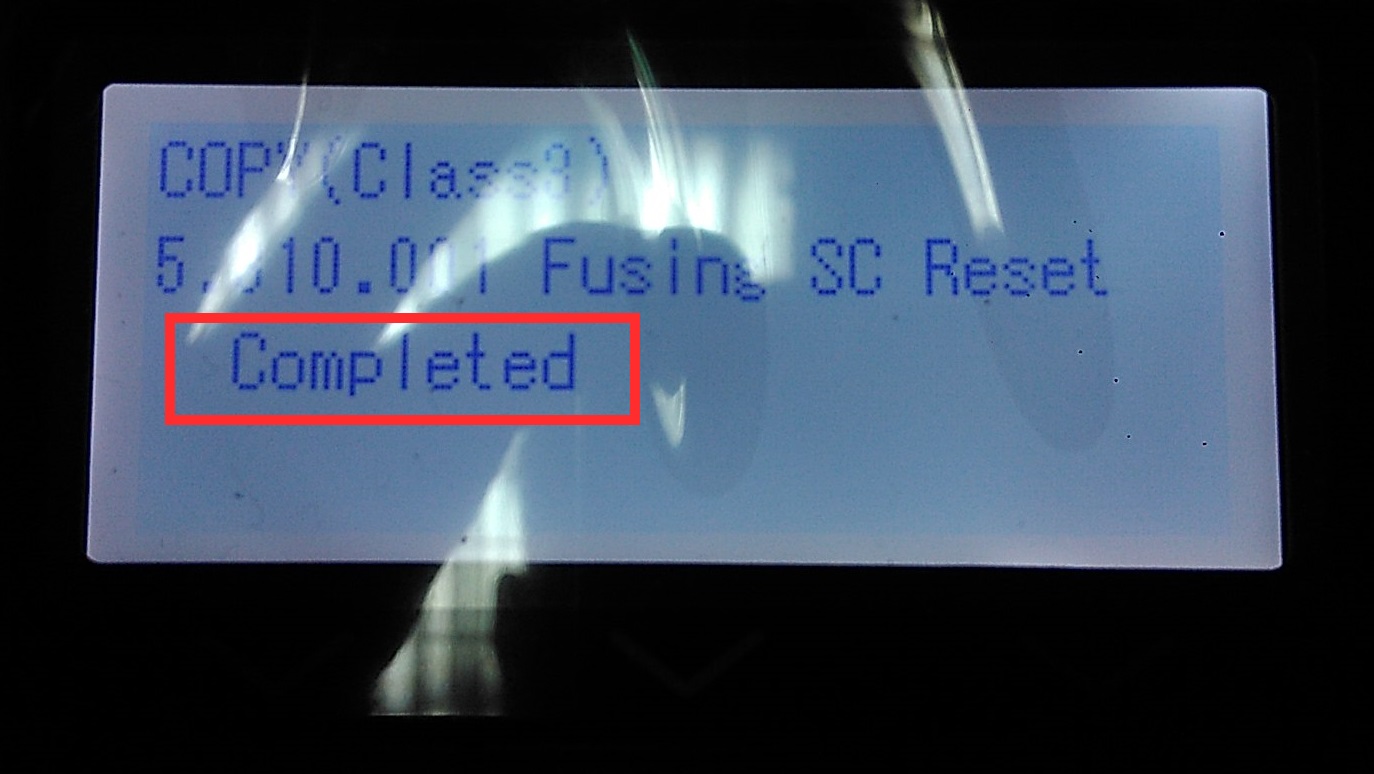 COPY(Class3)
5.810.001 Fusing SC Reset
Completed